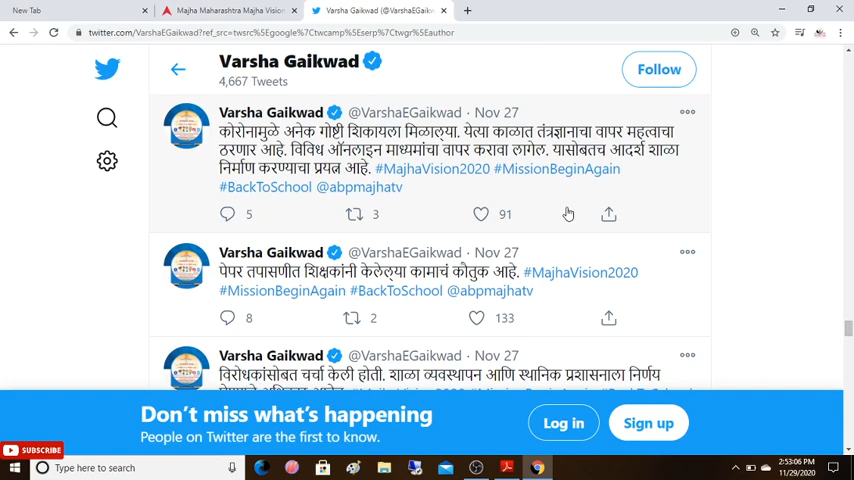 New Tab
Majha Maharashtra Majha Vision
Varsha Gaikwad (@VarshaEGaikw
twitter.com/VarshaEGaikwad?ref_src=twsrc%5Egoogle%7Ctwcamp%5Eserp%7Ctwgr%5Eauthor
Varsha Gaikwad
4,667 Tweets
Follow
Varsha Gaikwad @VarshaEGaikwad · Nov 27
कोरोनामुळे अनेक गोष्टी शिकायला मिळाल्या. येत्या काळात तंत्रज्ञानाचा वापर महत्वाचा
ठरणार आहे. विविध ऑनलाइन माध्यमांचा वापर करावा लागेल. यासोबतच आदर्श शाळा
निर्माण करण्याचा प्रयत्न आहे. #MajhaVision2020 #MissionBeginAgain
#BackToSchool @abpmajhatv
5 3 91
Varsha Gaikwad @VarshaEGaikwad · Nov 27
पेपर तपासणीत शिक्षकांनी केलेल्या कामाचं कौतुक आहे. #MajhaVision2020
#MissionBeginAgain #BackToSchool @abpmajhatv
8 2 133
Varsha Gaikwad @VarshaEGaikwad · Nov 27
विरोधकांसोबत चर्चा केली होती. शाळा व्यवस्थापन आणि स्थानिक प्रशासनाला निर्णय
Don't miss what's happening
People on Twitter are the first to know.
Log in
Sign up
SUBSCRIBE
Type here to search
2:53:06 PM
11/29/2020